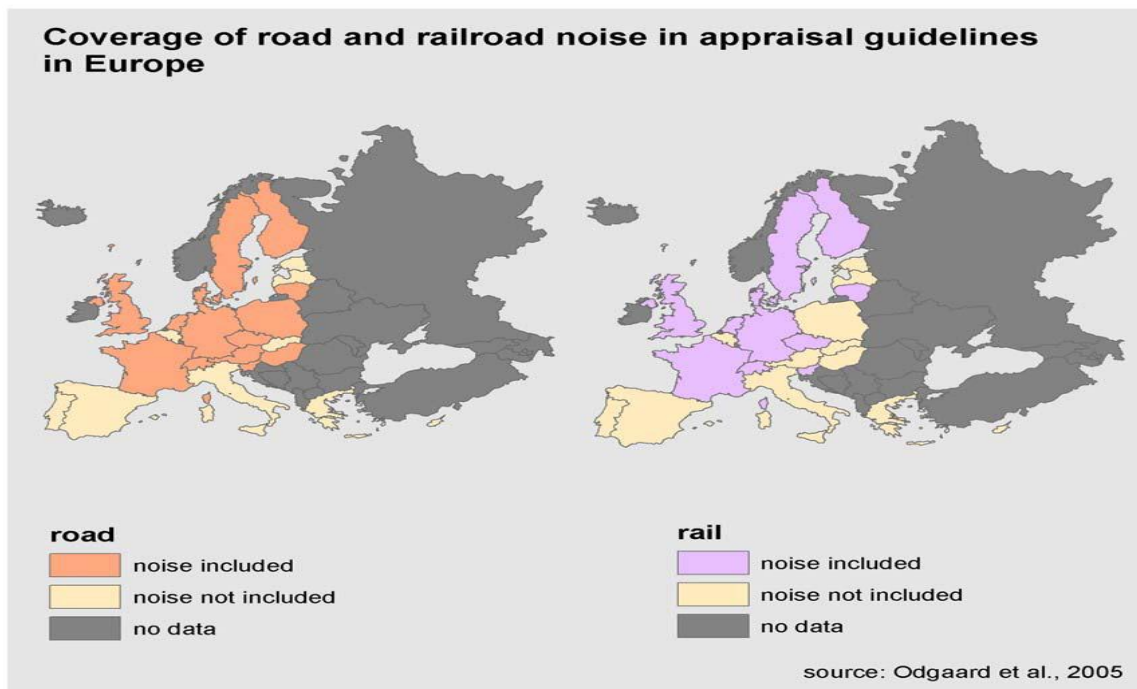 Coverage of road and railroad noise in appraisal guidelines
in Europe
road
noise included
noise not included
no data
rail
noise included
noise not included
no data
source: Odgaard et al., 2005